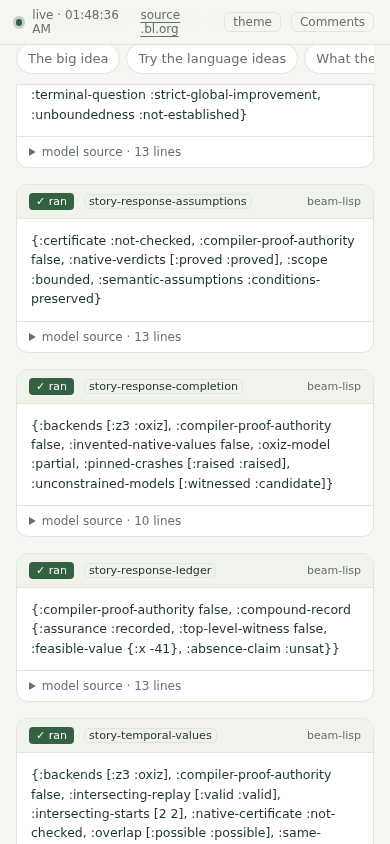 live · 01:48:36 AM
source .bl.org
theme
Comments
The big idea
Try the language ideas
What the
:terminal-question :strict-global-improvement,
:unboundedness :not-established}
▶ model source · 13 lines
✓ ran story-response-assumptions beam-lisp
{:certificate :not-checked, :compiler-proof-authority
false, :native-verdicts [:proved :proved], :scope
:bounded, :semantic-assumptions :conditions-
preserved}
▶ model source · 13 lines
✓ ran story-response-completion beam-lisp
{:backends [:z3 :oxiz], :compiler-proof-authority
false, :invented-native-values false, :oxiz-model
:partial, :pinned-crashes [:raised :raised],
:unconstrained-models [:witnessed :candidate]}
▶ model source · 10 lines
✓ ran story-response-ledger beam-lisp
{:compiler-proof-authority false, :compound-record
{:assurance :recorded, :top-level-witness false,
:feasible-value {:x -41}, :absence-claim :unsat}}
▶ model source · 13 lines
✓ ran story-temporal-values beam-lisp
{:backends [:z3 :oxiz], :compiler-proof-authority
false, :intersecting-replay [:valid :valid],
:intersecting-starts [2 2], :native-certificate :not-
checked, :overlap [:possible :possible], :same-